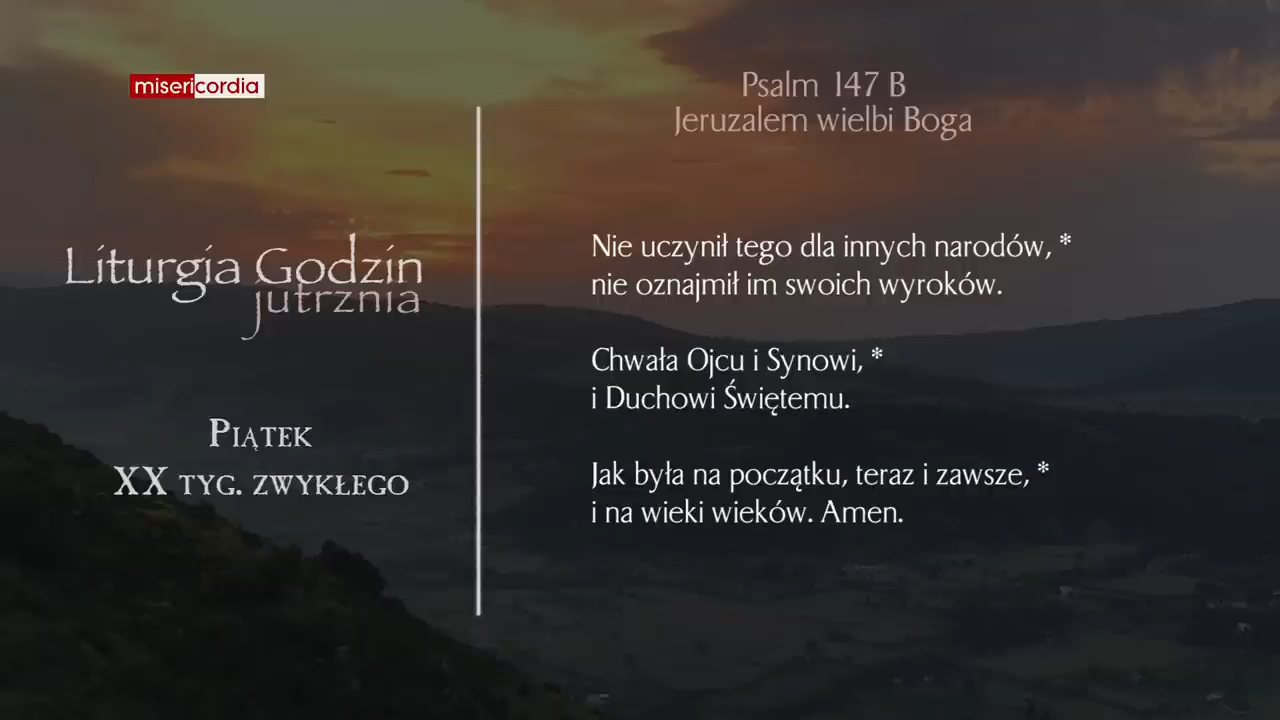 misericordia
Liturgia Godzin
jutrznia
Piątek
XX tyg. zwykłego
Psalm 147 B
Jeruzalem wielbi Boga
Nie uczynił tego dla innych narodów, *
nie oznajmił im swoich wyroków.
Chwała Ojcu i Synowi, *
i Duchowi Świętemu.
Jak była na początku, teraz i zawsze, *
i na wieki wieków. Amen.